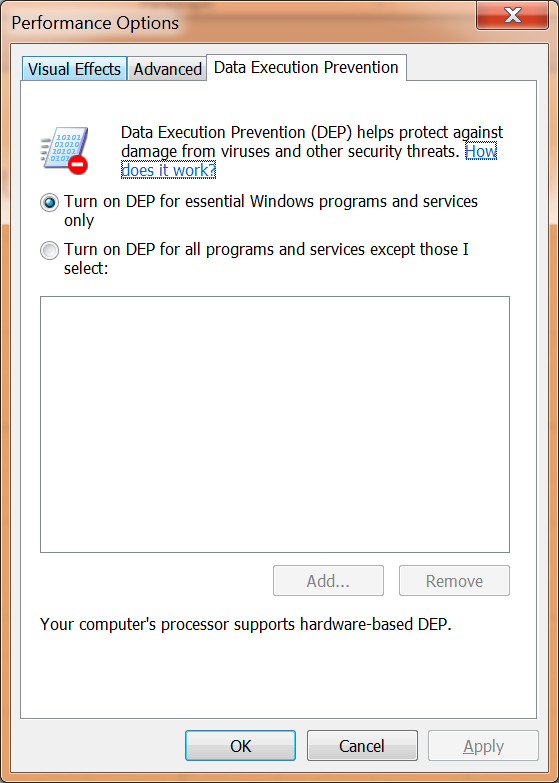 Performance Options
Visual Effects Advanced Data Execution Prevention
Data Execution Prevention (DEP) helps protect against
damage from viruses and other security threats. How
does it work?
Turn on DEP for essential Windows programs and services
only
Turn on DEP for all programs and services except those I
select:
Add... Remove
Your computer's processor supports hardware-based DEP.
OK Cancel Apply